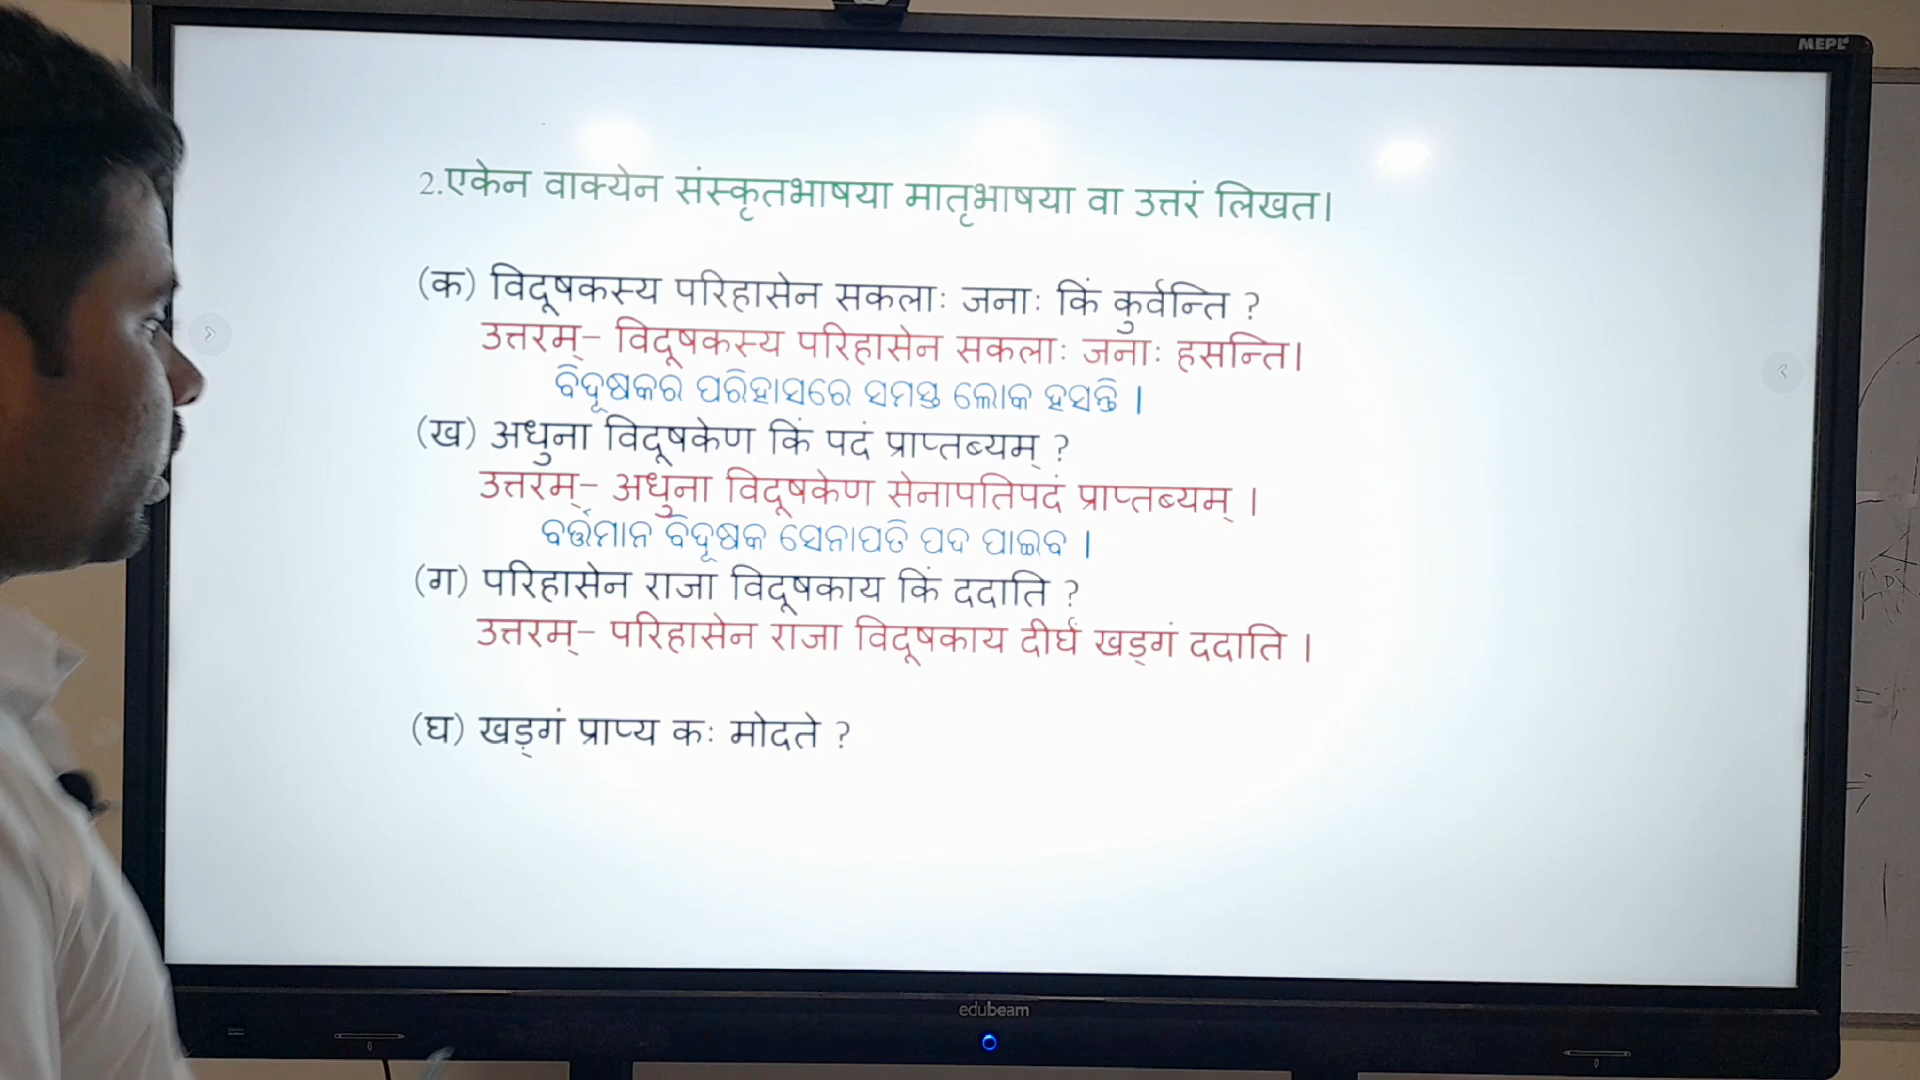 MEPL
2.एकेन वाक्येन संस्कृतभाषया मातृभाषया वा उत्तरं लिखत।
(क) विदूषकस्य परिहासेन सकलाः जनाः किं कुर्वन्ति ?
उत्तरम्- विदूषकस्य परिहासेन सकलाः जनाः हसन्ति।
ବିଦୂଷକର ପରିହାସରେ ସମସ୍ତ ଲୋକ ହସନ୍ତି ।
(ख) अधुना विदूषकेण किं पदं प्राप्तब्यम् ?
उत्तरम्- अधुना विदूषकेण सेनापतिपदं प्राप्तब्यम् ।
ବର୍ତ୍ତମାନ ବିଦୂଷକ ସେନାପତି ପଦ ପାଇବ ।
(ग) परिहासेन राजा विदूषकाय किं ददाति ?
उत्तरम्- परिहासेन राजा विदूषकाय दीर्घं खड्गं ददाति ।
(घ) खड्गं प्राप्य कः मोदते ?
edubeam